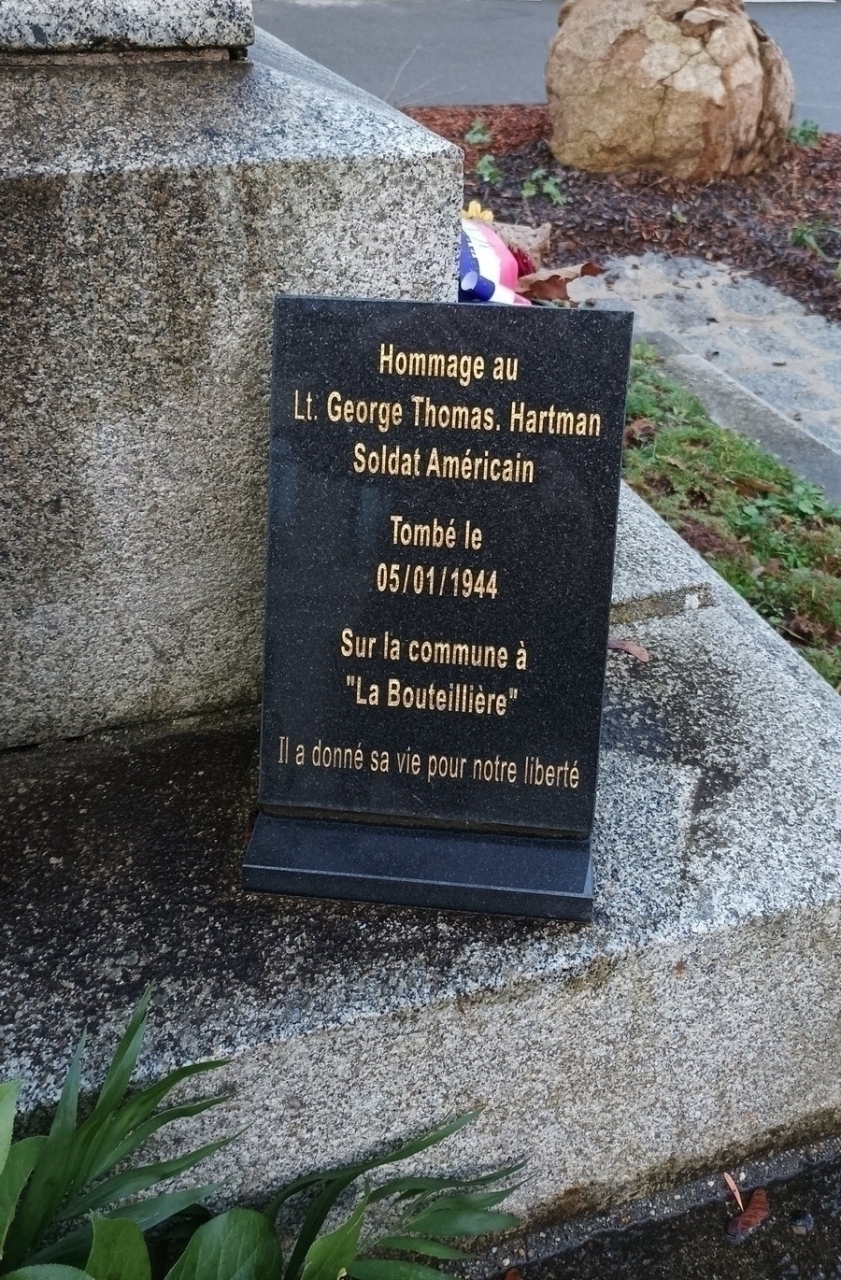 Hommage au
Lt. George Thomas. Hartman
Soldat Américain
Tombé le
05/01/1944
Sur la commune à
"La Bouteillière"
Il a donné sa vie pour notre liberté